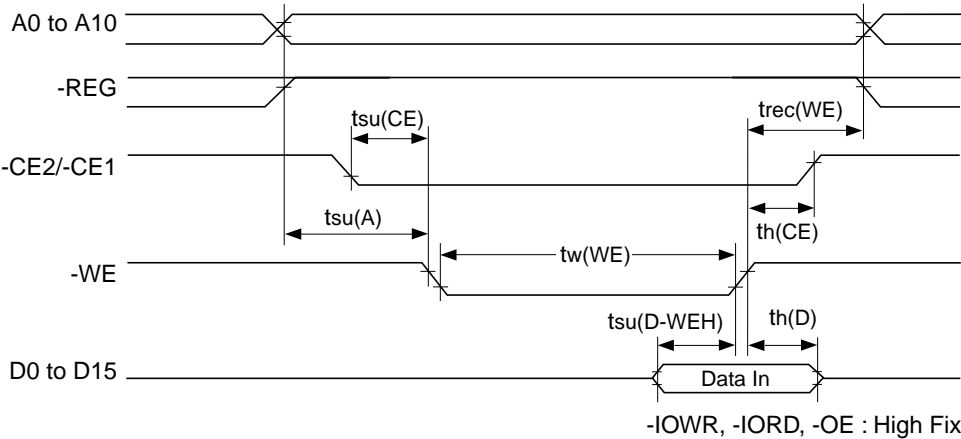 A0 to A10
-REG
tsu(CE)
trec(WE)
-CE2/-CE1
tsu(A)
th(CE)
-WE
tw(WE)
tsu(D-WEH)
th(D)
D0 to D15
Data In
-IOWR, -IORD, -OE : High Fix